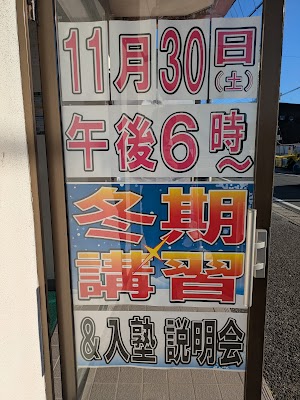 11月30日(土)
午後6時～
冬期
講習
&入塾 説明会